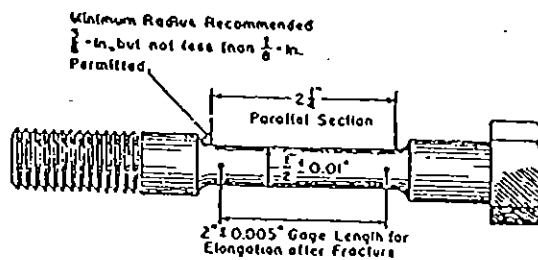 Minimum Radius Recommended
3/8-in, but not less than 1/8-in.
Permitted
2 1/4"
Parallel Section
1/2" ± 0.01"
2" ± 0.005" Gage Length for
Elongation after Fracture